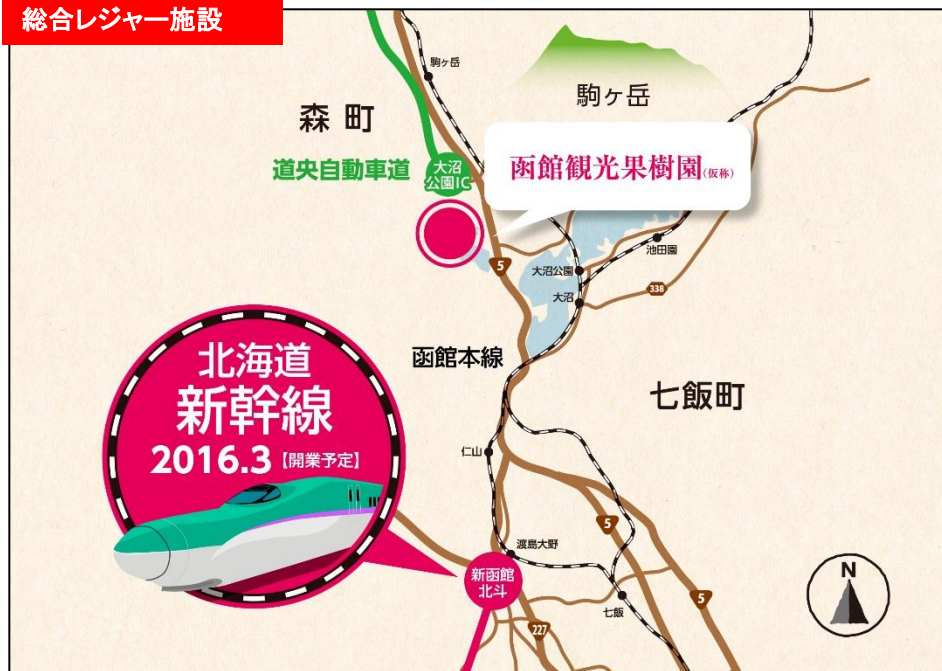 総合レジャー施設
駒ヶ岳
駒ヶ岳
森 町
道央自動車道
大沼
公園IC
函館観光果樹園(仮称)
5
池田園
大沼公園
338
大沼
函館本線
七飯町
北海道
新幹線
2016.3【開業予定】
仁山
5
渡島大野
新函館
北斗
N
5
七飯
227